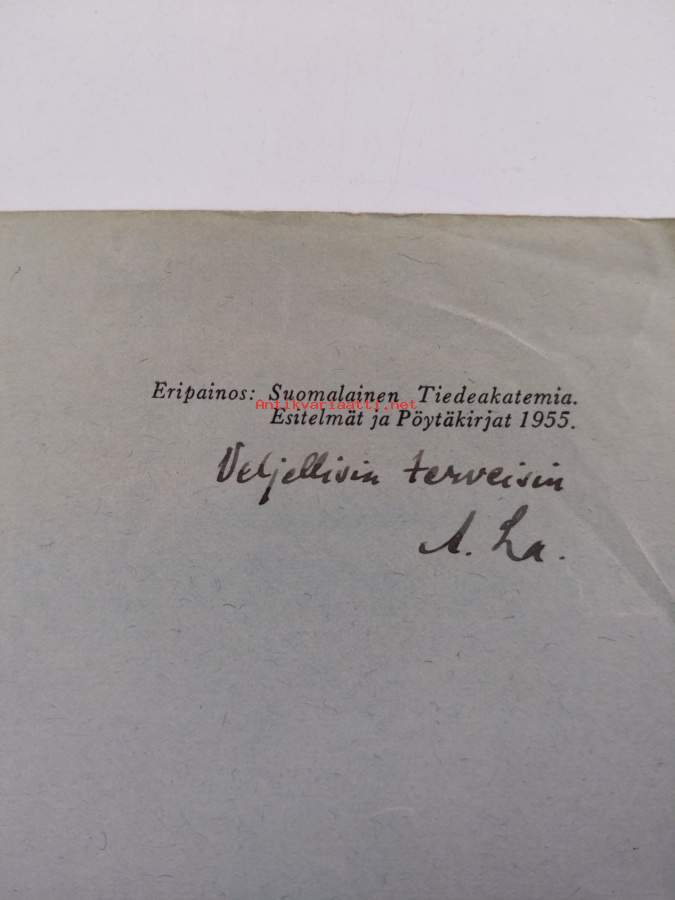 Eripainos: Suomalainen Tiedeakatemia.
Antikvariaatti.net
Esitelmät ja Pöytäkirjat 1955.
Veljellisin terveisin
A. La.